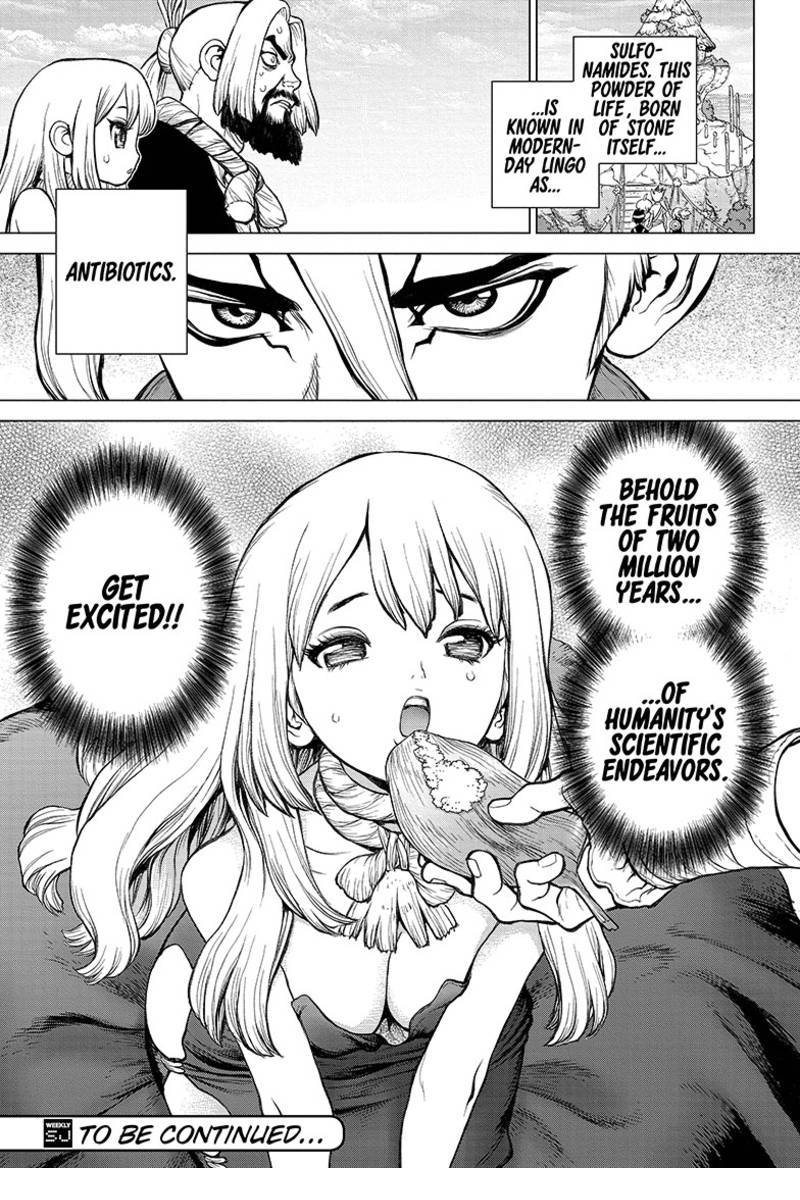 SULFO-
NAMIDES. THIS
POWDER OF
LIFE, BORN
OF STONE
ITSELF...
...IS
KNOWN IN
MODERN-
DAY LINGO
AS...
ANTIBIOTICS.
BEHOLD
THE FRUITS
OF TWO
MILLION
YEARS...
...OF
HUMANITY'S
SCIENTIFIC
ENDEAVORS.
GET
EXCITED!!
WEEKLY
SJ
TO BE CONTINUED...